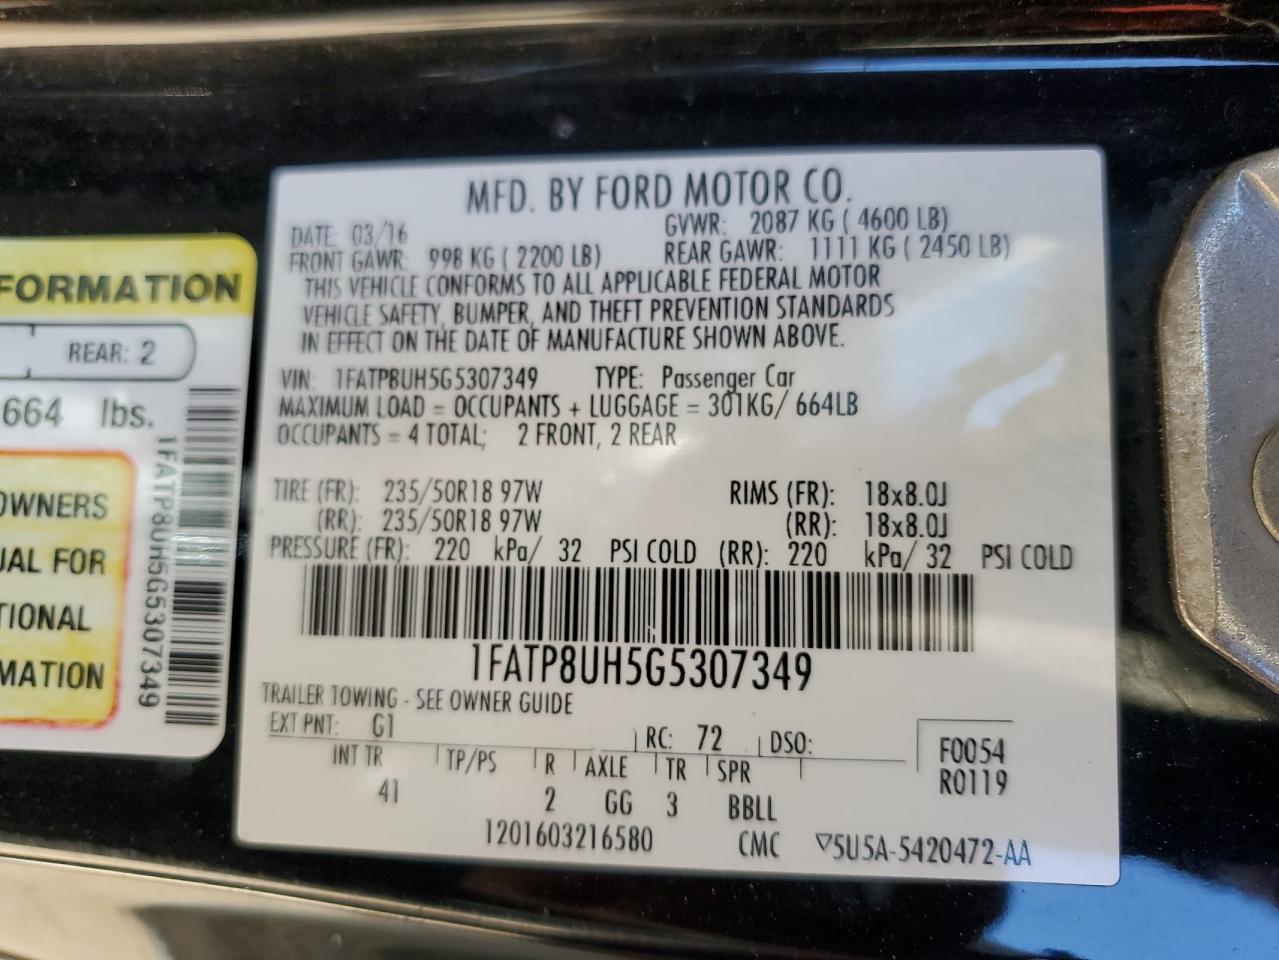 FORMATION
REAR: 2
664 lbs.
OWNERS
UAL FOR
TIONAL
MATION
1FATP8UH5G5307349
MFD. BY FORD MOTOR CO.
DATE: 03/16 GVWR: 2087 KG ( 4600 LB)
FRONT GAWR: 998 KG ( 2200 LB) REAR GAWR: 1111 KG ( 2450 LB)
THIS VEHICLE CONFORMS TO ALL APPLICABLE FEDERAL MOTOR
VEHICLE SAFETY, BUMPER, AND THEFT PREVENTION STANDARDS
IN EFFECT ON THE DATE OF MANUFACTURE SHOWN ABOVE.
VIN: 1FATP8UH5G5307349 TYPE: Passenger Car
MAXIMUM LOAD = OCCUPANTS + LUGGAGE = 301KG/ 664LB
OCCUPANTS = 4 TOTAL; 2 FRONT, 2 REAR
TIRE (FR): 235/50R18 97W RIMS (FR): 18x8.0J
(RR): 235/50R18 97W (RR): 18x8.0J
PRESSURE (FR): 220 kPa/ 32 PSI COLD (RR): 220 kPa/ 32 PSI COLD
1FATP8UH5G5307349
TRAILER TOWING - SEE OWNER GUIDE
EXT PNT: G1 RC: 72 DSO:
INT TR TP/PS R AXLE TR SPR
41 2 GG 3 BBLL
F0054
R0119
1201603216580 CMC ▽5U5A-5420472-AA